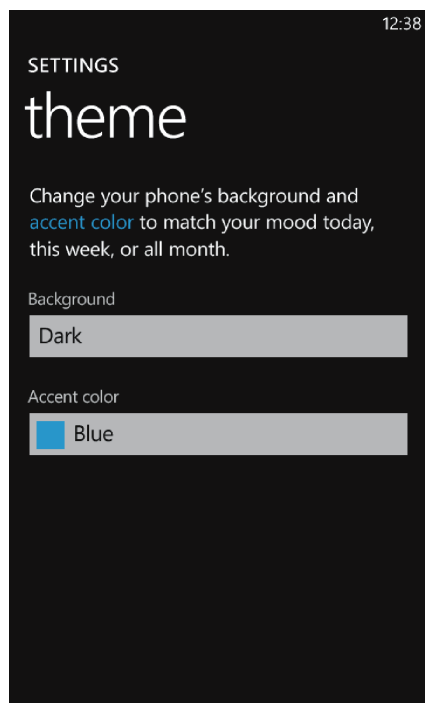 12:38
SETTINGS
theme
Change your phone's background and
accent color to match your mood today,
this week, or all month.
Background
Dark
Accent color
Blue